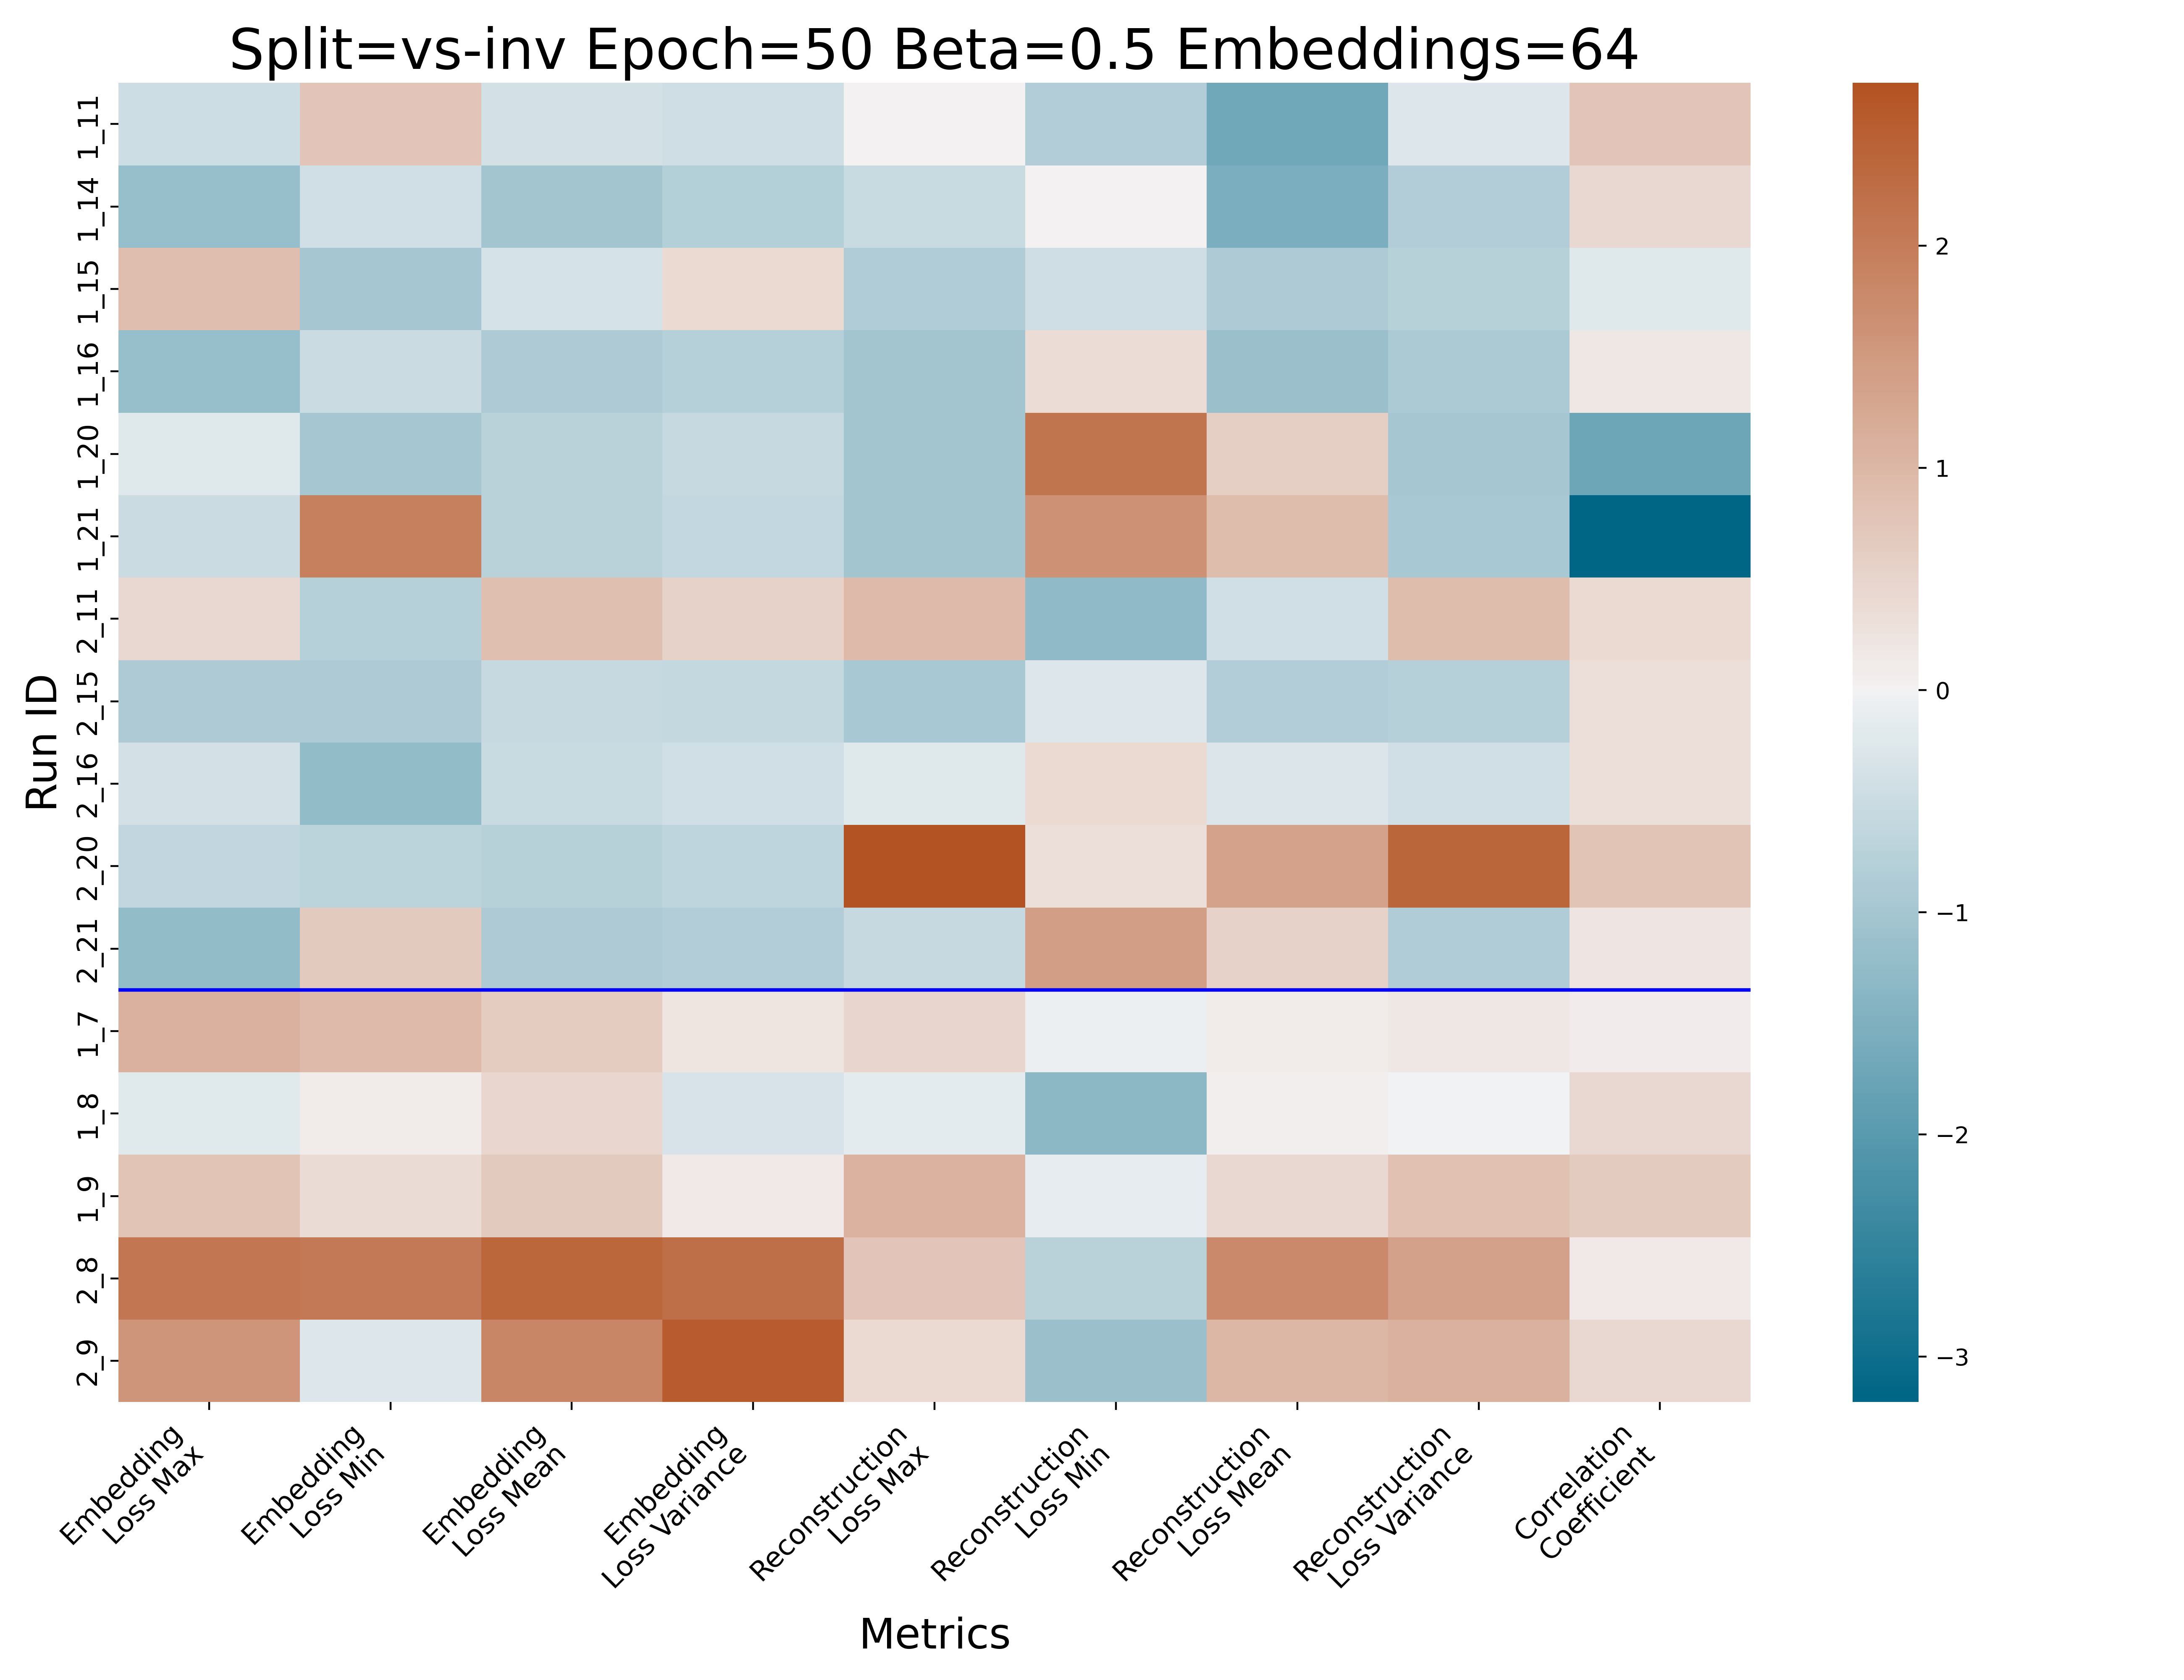 Split=vs-inv Epoch=50 Beta=0.5 Embeddings=64
Run ID
1_11
1_14
1_15
1_16
1_20
1_21
2_11
2_15
2_16
2_20
2_21
1_7
1_8
1_9
2_8
2_9
Embedding
Loss Max
Embedding
Loss Min
Embedding
Loss Mean
Embedding
Loss Variance
Reconstruction
Loss Max
Reconstruction
Loss Min
Reconstruction
Loss Mean
Reconstruction
Loss Variance
Correlation
Coefficient
Metrics
2
1
0
−1
−2
−3